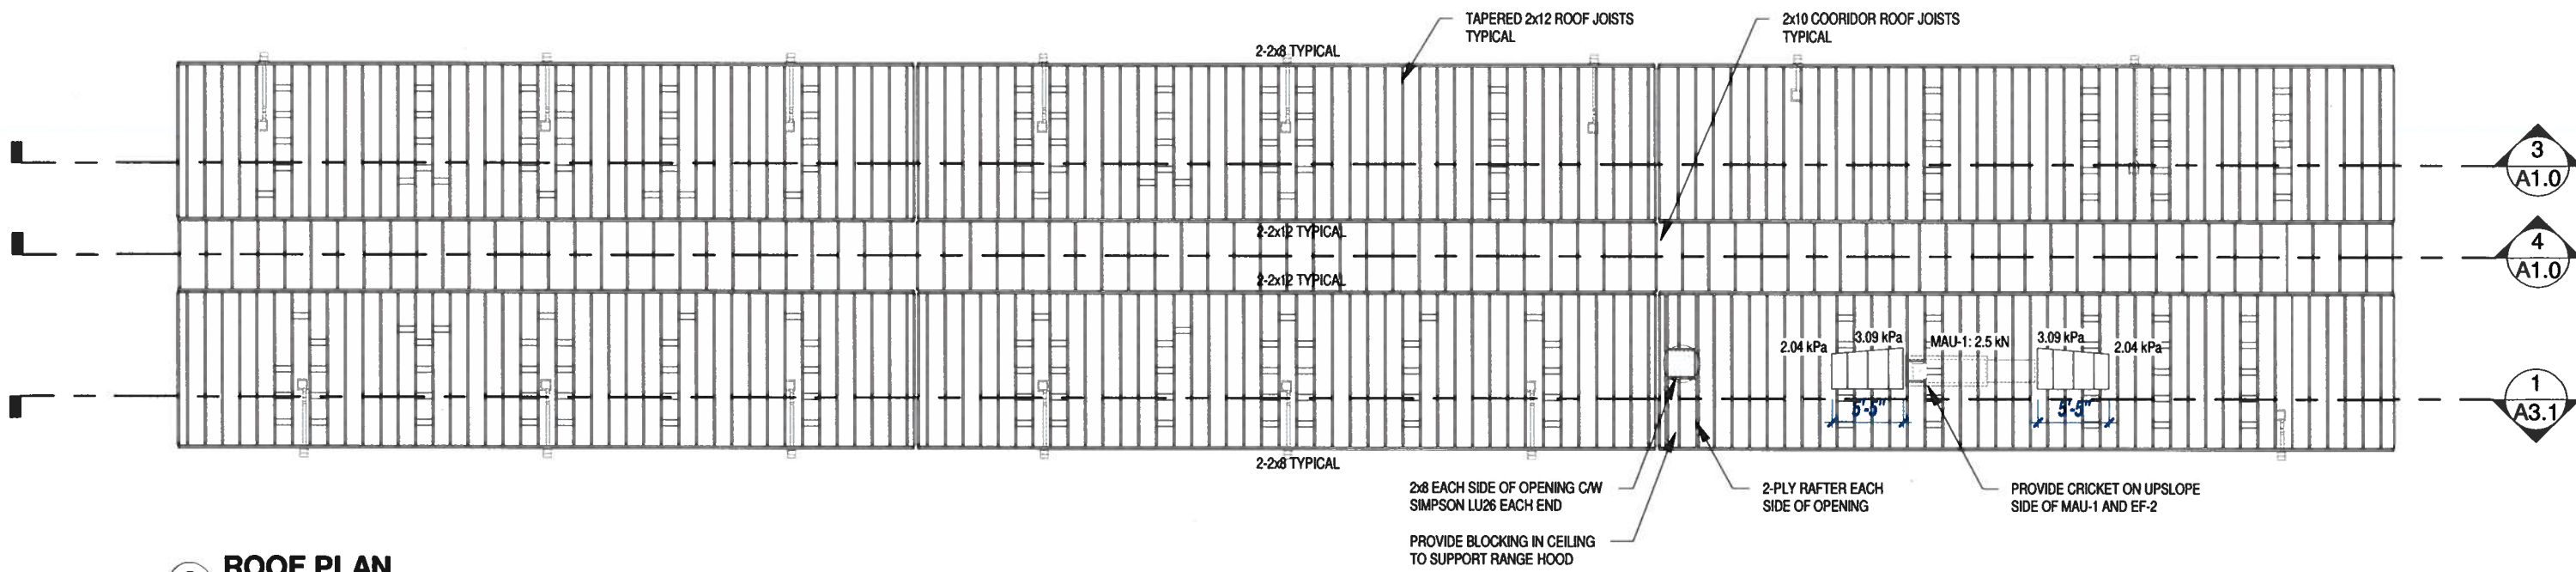 TAPERED 2x12 ROOF JOISTS
TYPICAL
2x10 COORIDOR ROOF JOISTS
TYPICAL
2-2x8 TYPICAL
3
A1.0
2-2x12 TYPICAL
4
A1.0
2-2x12 TYPICAL
2.04 kPa
3.09 kPa
MAU-1: 2.5 kN
3.09 kPa
2.04 kPa
5'-5"
5'-5"
1
A3.1
2-2x8 TYPICAL
2x8 EACH SIDE OF OPENING C/W
SIMPSON LU26 EACH END
2-PLY RAFTER EACH
SIDE OF OPENING
PROVIDE CRICKET ON UPSLOPE
SIDE OF MAU-1 AND EF-2
PROVIDE BLOCKING IN CEILING
TO SUPPORT RANGE HOOD
ROOF PLAN